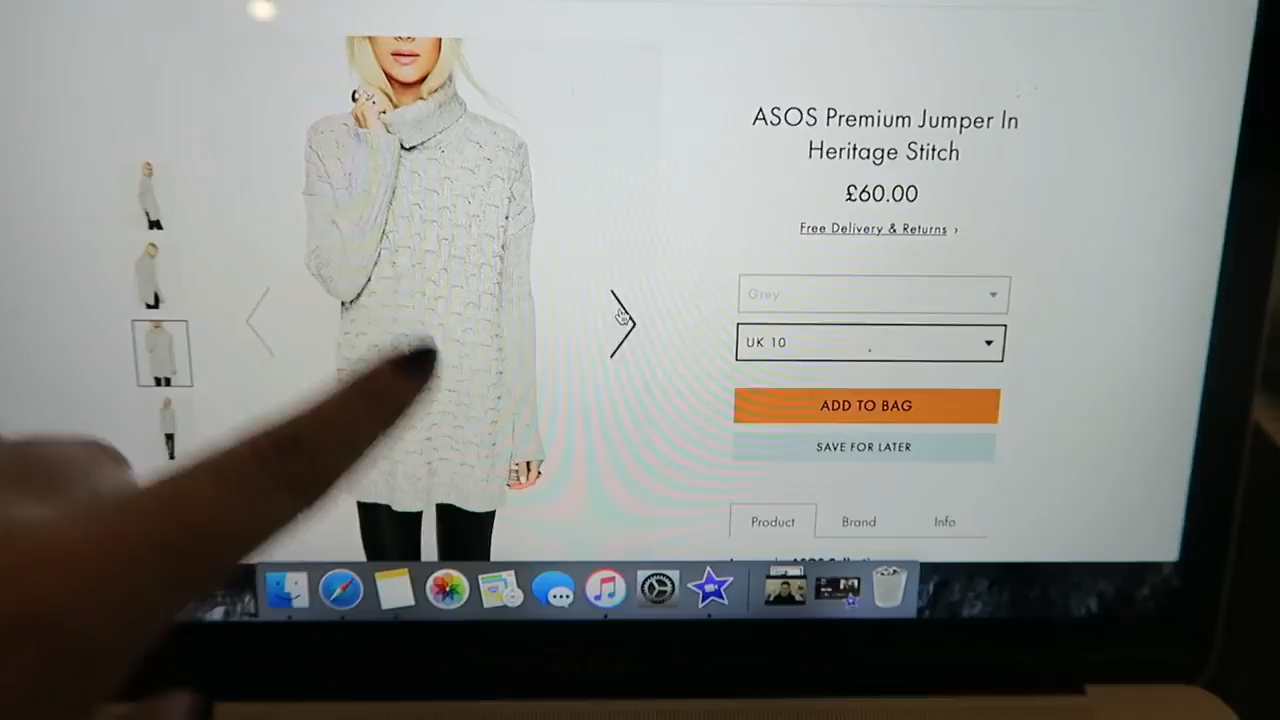 ASOS Premium Jumper In
Heritage Stitch
£60.00
Free Delivery & Returns ›
Grey
UK 10
ADD TO BAG
SAVE FOR LATER
Product Brand Info